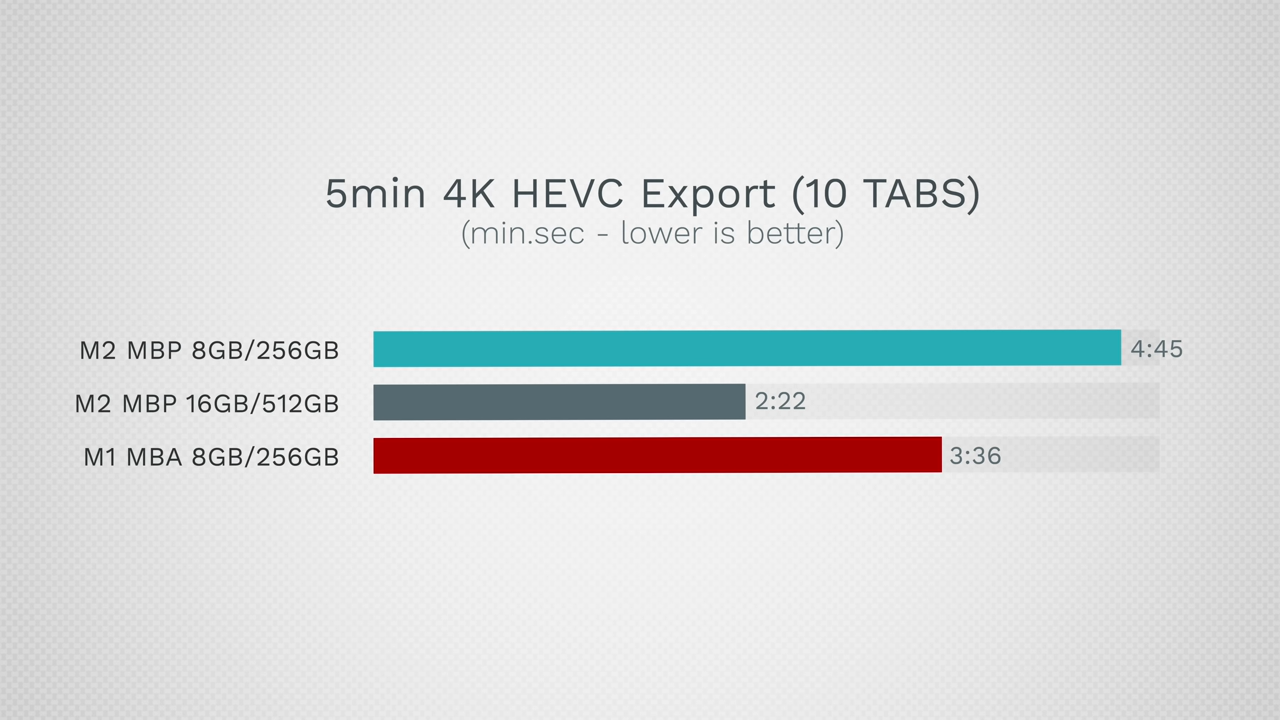 5min 4K HEVC Export (10 TABS)
(min.sec - lower is better)
M2 MBP 8GB/256GB 4:45
M2 MBP 16GB/512GB 2:22
M1 MBA 8GB/256GB 3:36